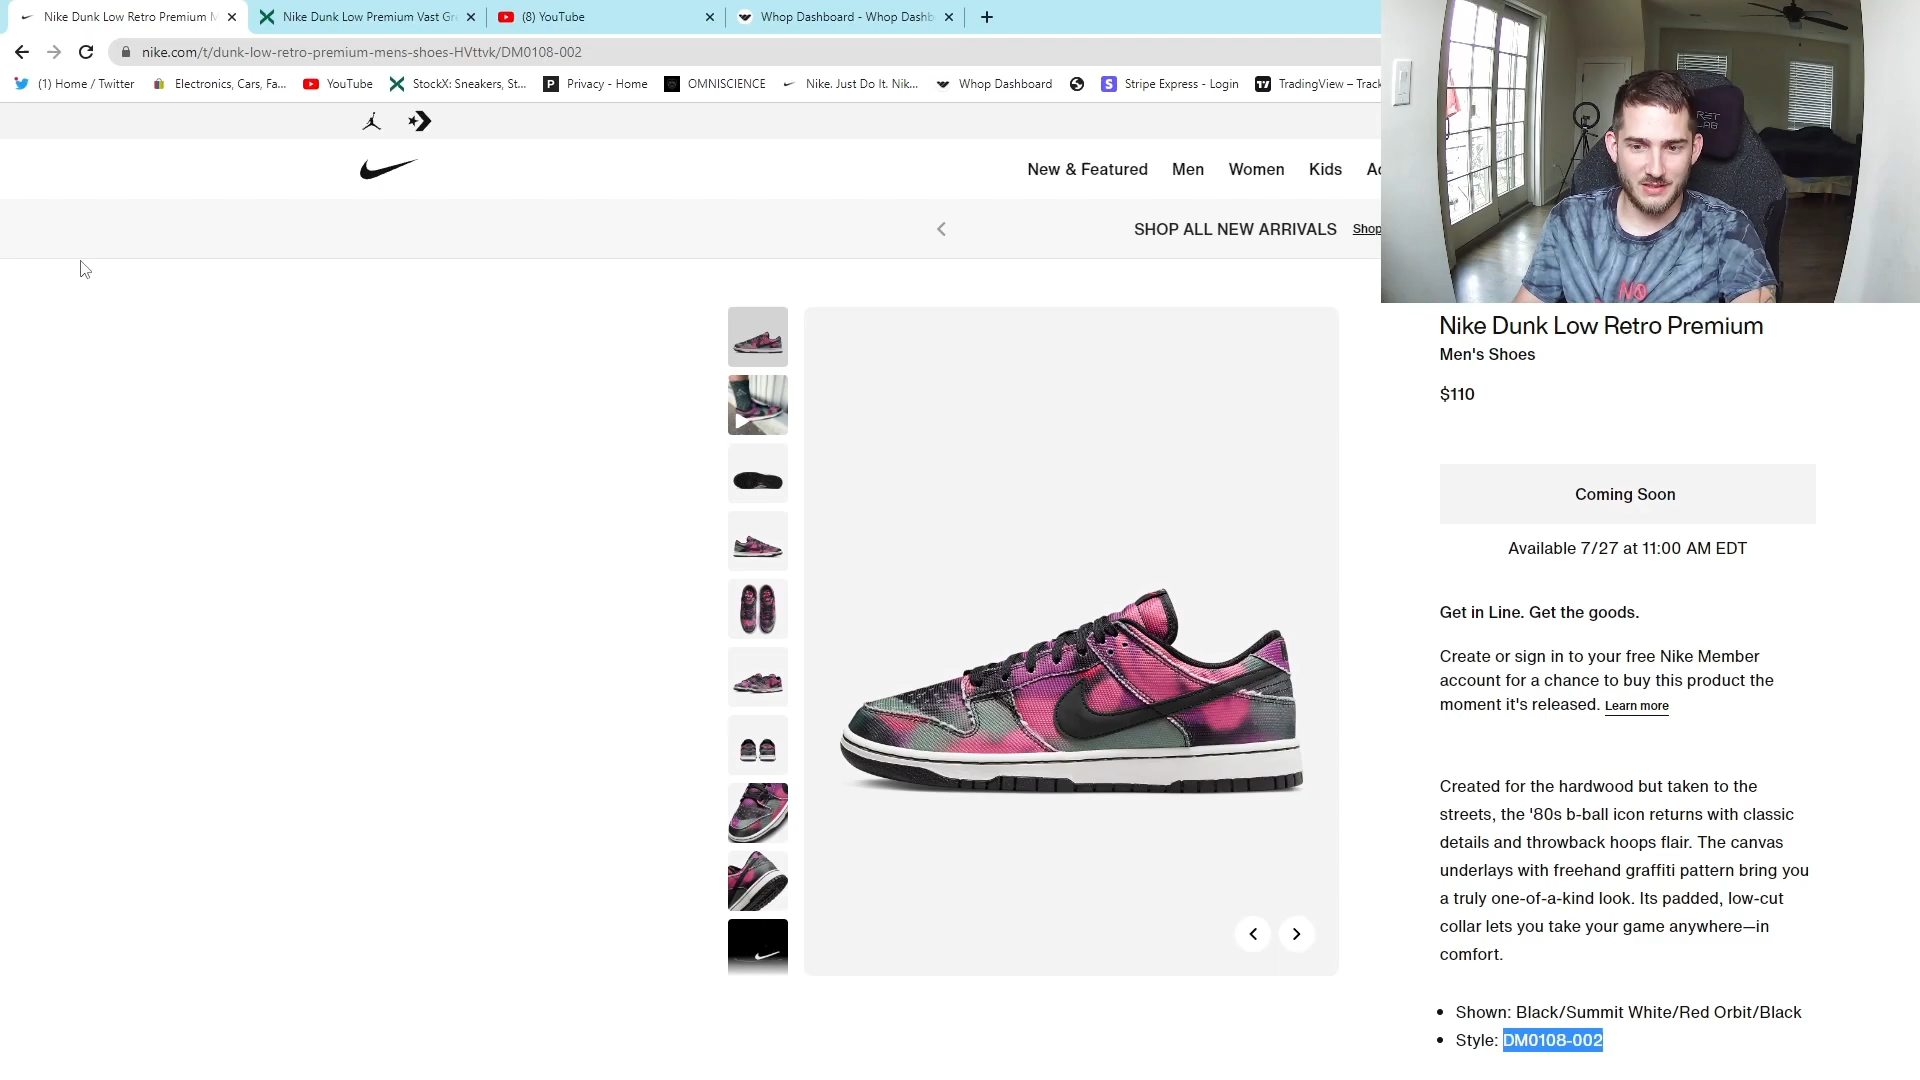 Nike Dunk Low Retro Premium M
Nike Dunk Low Premium Vast Gr
(8) YouTube
Whop Dashboard - Whop Dashb
nike.com/t/dunk-low-retro-premium-mens-shoes-HVttvk/DM0108-002
(1) Home / Twitter
Electronics, Cars, Fa...
YouTube
StockX: Sneakers, St...
Privacy - Home
OMNISCIENCE
Nike. Just Do It. Nik...
Whop Dashboard
Stripe Express - Login
TradingView – Track
New & Featured
Men
Women
Kids
Ac
SHOP ALL NEW ARRIVALS
Shop
NO
Nike Dunk Low Retro Premium
Men's Shoes
$110
Coming Soon
Available 7/27 at 11:00 AM EDT
Get in Line. Get the goods.
Create or sign in to your free Nike Member
account for a chance to buy this product the
moment it's released. Learn more
Created for the hardwood but taken to the
streets, the '80s b-ball icon returns with classic
details and throwback hoops flair. The canvas
underlays with freehand graffiti pattern bring you
a truly one-of-a-kind look. Its padded, low-cut
collar lets you take your game anywhere—in
comfort.
Shown: Black/Summit White/Red Orbit/Black
Style: DM0108-002